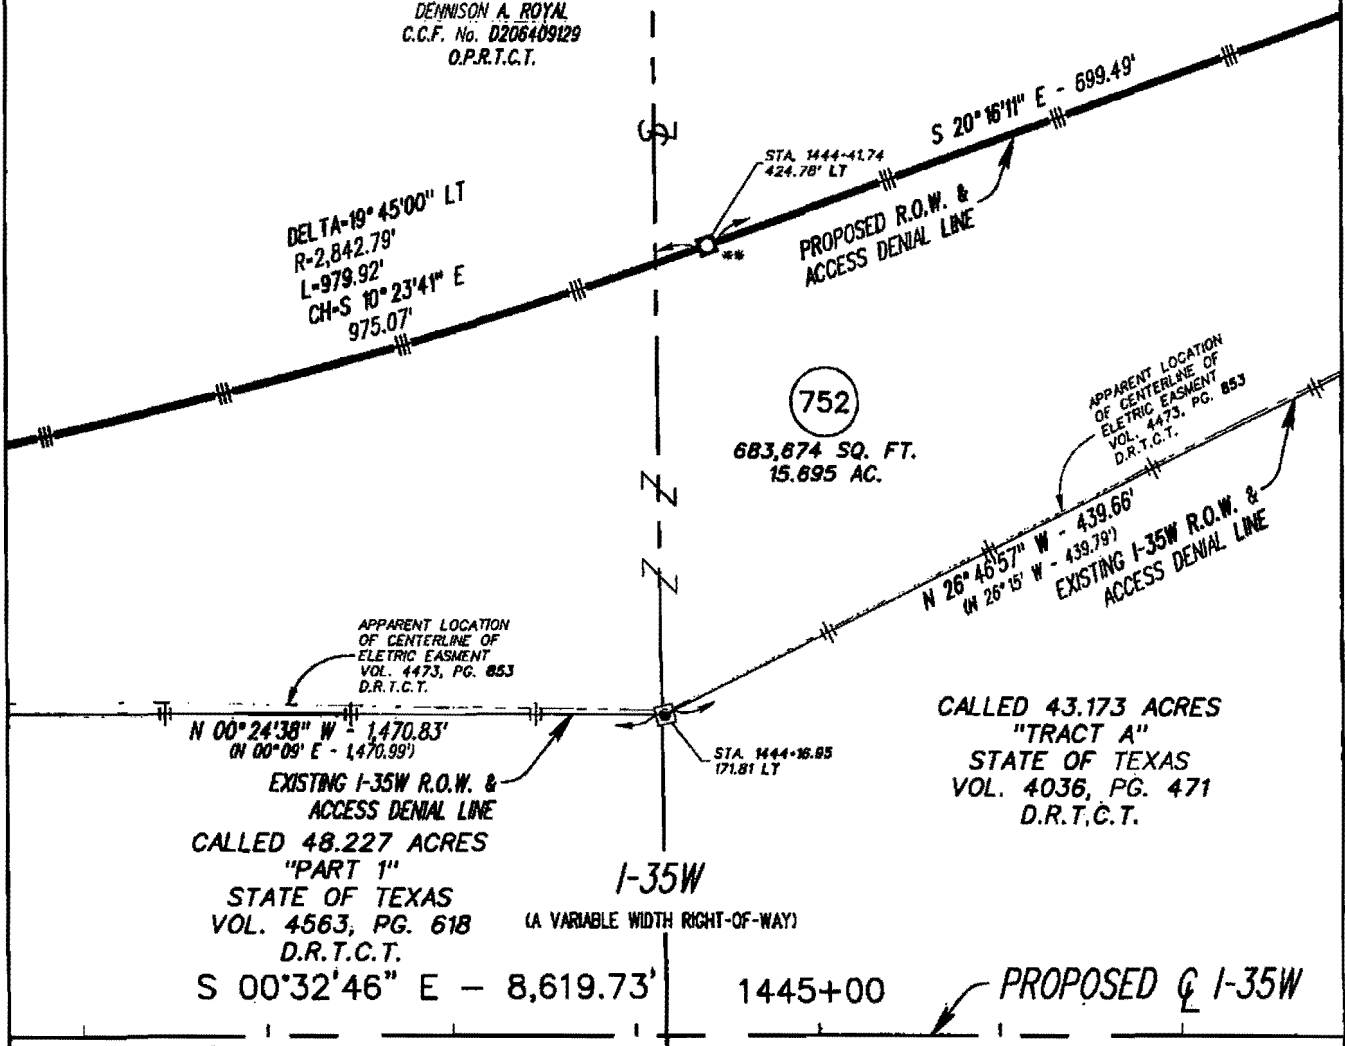 DENNISON A. ROYAL
C.C.F. No. D206409129
O.P.R.T.C.T.
S 20°16'11" E - 699.49'
STA. 1444+41.74
424.78' LT
DELTA=19°45'00" LT
R=2,842.79'
L=979.92'
CH=S 10°23'41" E
975.07'
**
PROPOSED R.O.W. &
ACCESS DENIAL LINE
752
683,674 SQ. FT.
15.695 AC.
APPARENT LOCATION
OF CENTERLINE OF
ELETRIC EASMENT
VOL. 4473, PG. 853
D.R.T.C.T.
N 26°46'57" W - 439.66'
(N 26°15' W - 439.79')
EXISTING I-35W R.O.W. &
ACCESS DENIAL LINE
APPARENT LOCATION
OF CENTERLINE OF
ELETRIC EASMENT
VOL. 4473, PG. 853
D.R.T.C.T.
N 00°24'38" W - 1,470.83'
(N 00°09' E - 1,470.99')
EXISTING I-35W R.O.W. &
ACCESS DENIAL LINE
STA. 1444+16.95
171.81 LT
CALLED 43.173 ACRES
"TRACT A"
STATE OF TEXAS
VOL. 4036, PG. 471
D.R.T.C.T.
CALLED 48.227 ACRES
"PART 1"
STATE OF TEXAS
VOL. 4563, PG. 618
D.R.T.C.T.
I-35W
(A VARIABLE WIDTH RIGHT-OF-WAY)
S 00°32'46" E – 8,619.73'
1445+00
PROPOSED ℄ I-35W